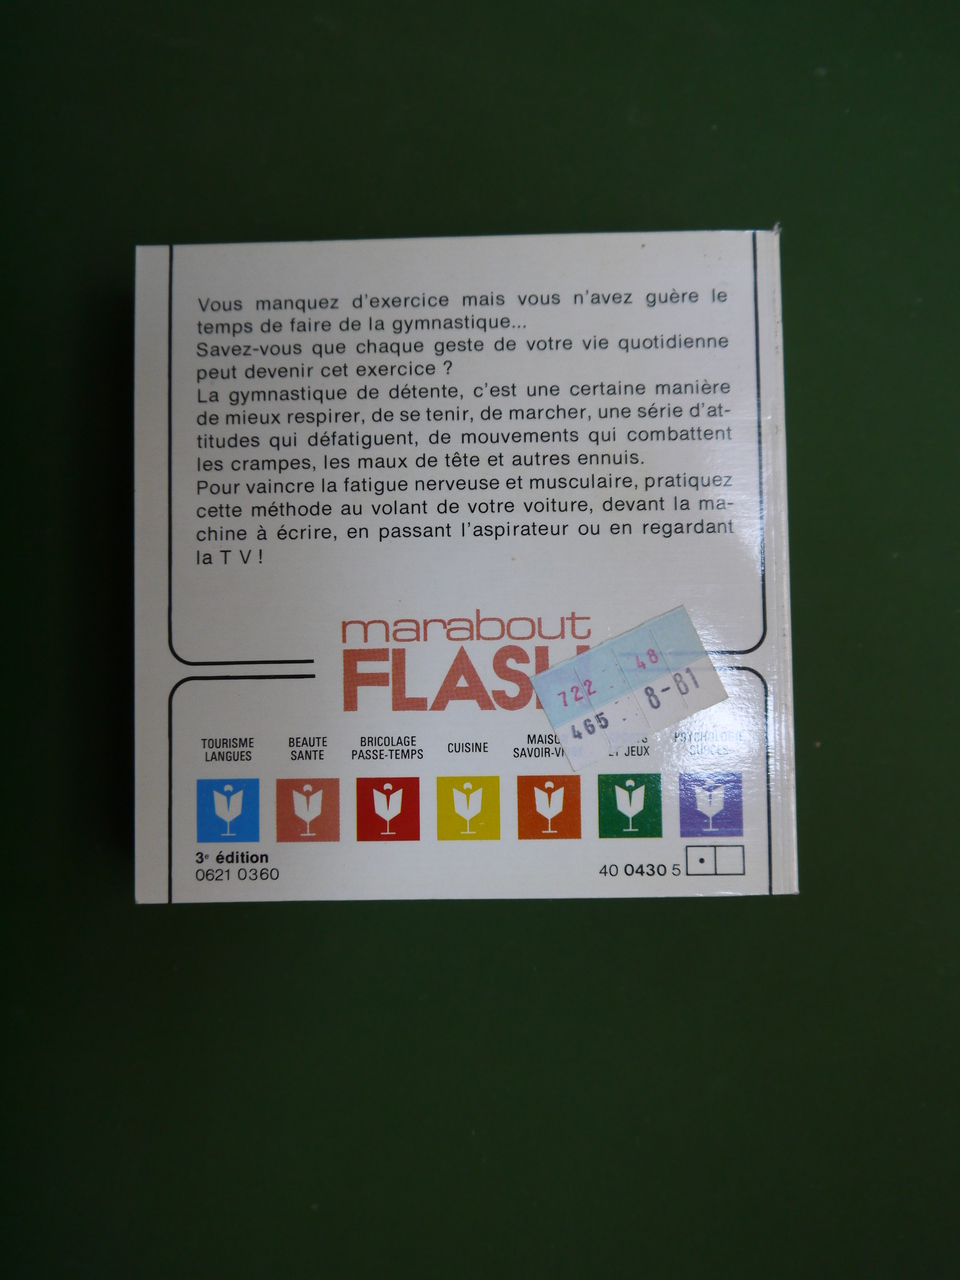 Vous manquez d'exercice mais vous n'avez guère le
temps de faire de la gymnastique...
Savez-vous que chaque geste de votre vie quotidienne
peut devenir cet exercice ?
La gymnastique de détente, c'est une certaine manière
de mieux respirer, de se tenir, de marcher, une série d'at-
titudes qui défatiguent, de mouvements qui combattent
les crampes, les maux de tête et autres ennuis.
Pour vaincre la fatigue nerveuse et musculaire, pratiquez
cette méthode au volant de votre voiture, devant la ma-
chine à écrire, en passant l'aspirateur ou en regardant
la T V !
marabout
FLASH
722 48
465 8-81
TOURISME
LANGUES
BEAUTE
SANTE
BRICOLAGE
PASSE-TEMPS
CUISINE
ET JEUX
PSYCHOLOGIE
SUCCES
3e édition
0621 0360
40 0430 5